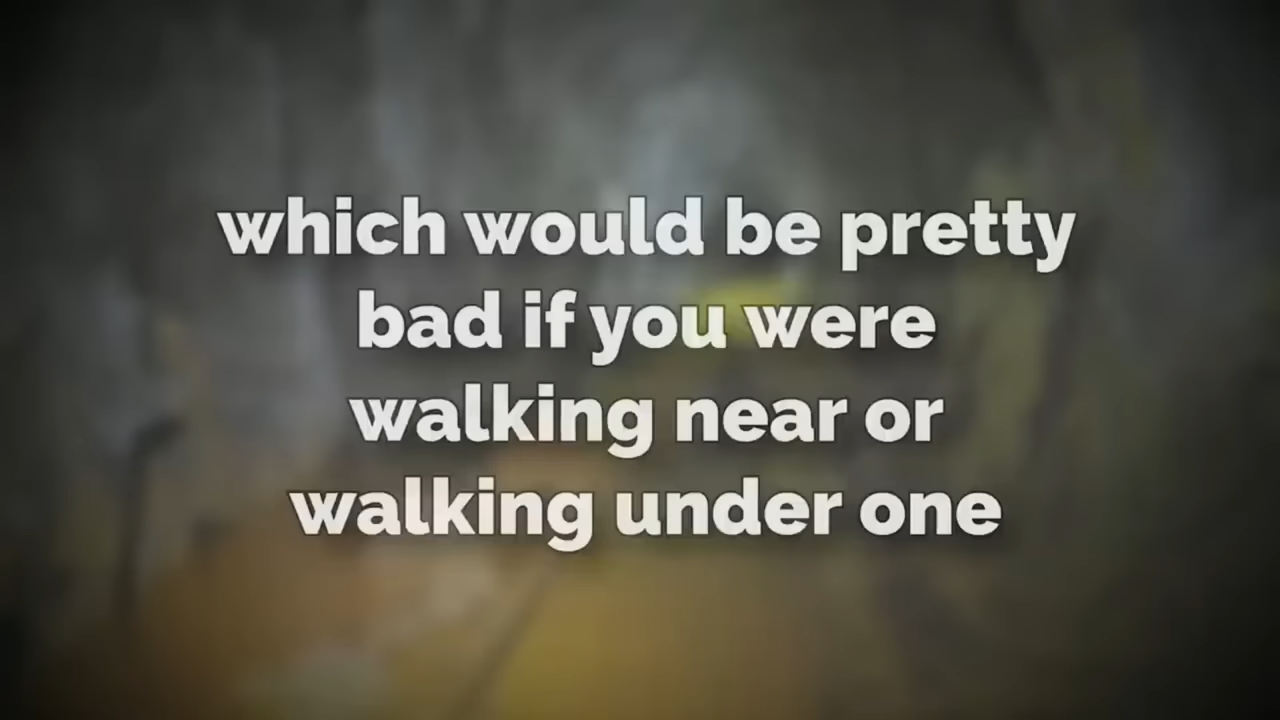 which would be pretty
bad if you were
walking near or
walking under one